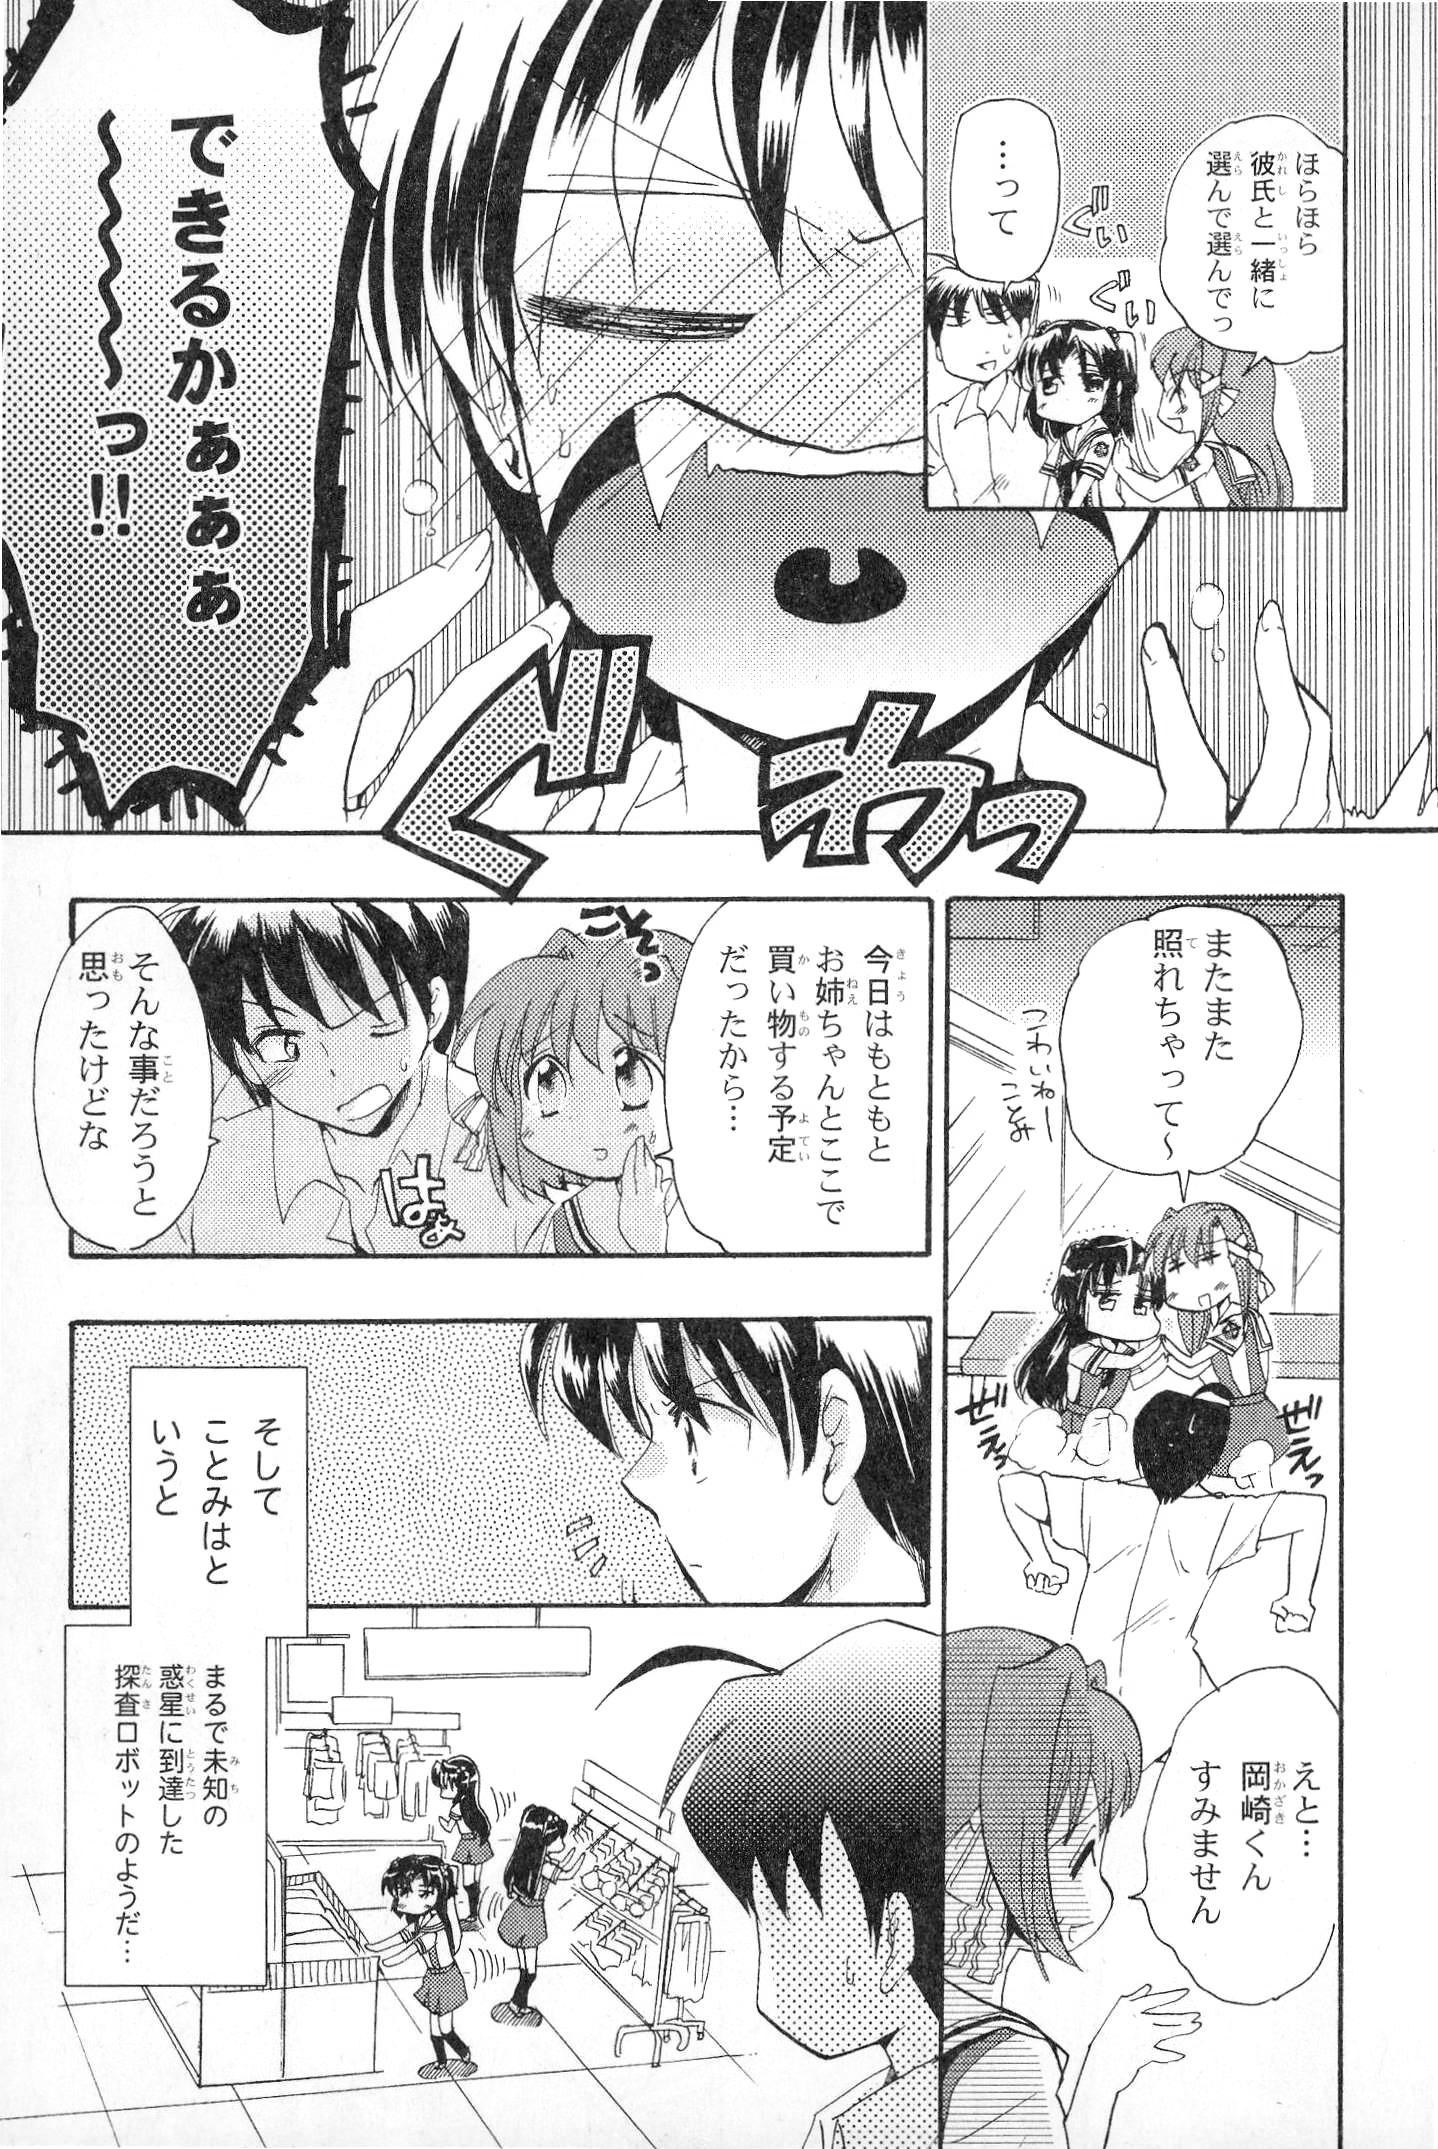 ほらほら
彼氏と一緒に
選んで選んでっ
ぐいぐい
…って
できるかぁぁぁ
～～～～っ!!
ぐわっ
またまた
照れちゃって～
つわいねー
ことみ
ぜえっ
ぜえっ
えと…
岡崎くん
すみません
今日はもともと
お姉ちゃんとここで
買い物する予定
だったから…
こそっ
はぁ
そんな事だろうと
思ったけどな
そして
ことみはと
いうと
まるで未知の
惑星に到達した
探査ロボットのようだ…